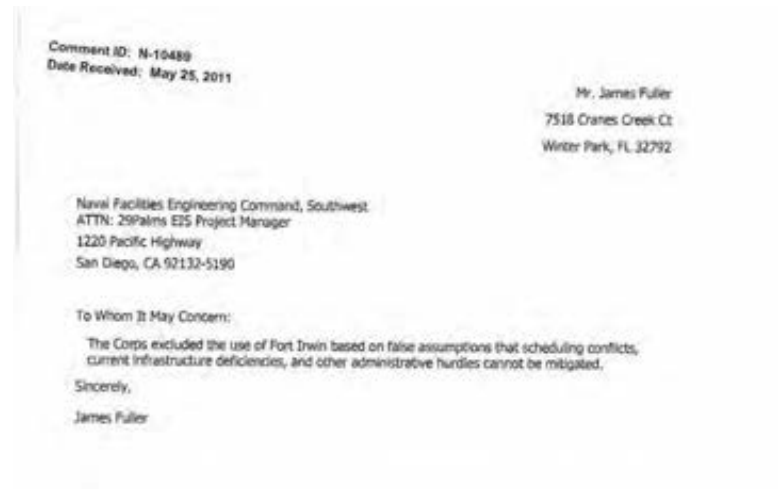 Comment ID: N-10489
Date Received: May 25, 2011
Mr. James Fuller
7518 Cranes Creek Ct
Winter Park, FL 32792
Naval Facilities Engineering Command, Southwest
ATTN: 29Palms EIS Project Manager
1220 Pacific Highway
San Diego, CA 92132-5190
To Whom It May Concern:
The Corps excluded the use of Fort Irwin based on false assumptions that scheduling conflicts,
current infrastructure deficiencies, and other administrative hurdles cannot be mitigated.
Sincerely,
James Fuller